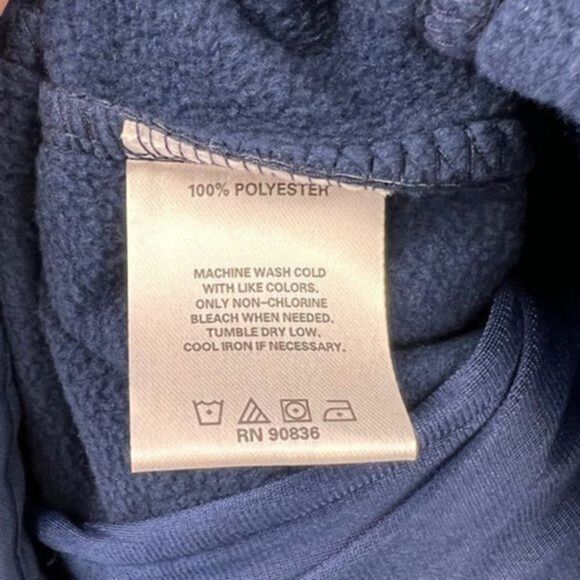 100% POLYESTER
MACHINE WASH COLD
WITH LIKE COLORS.
ONLY NON-CHLORINE
BLEACH WHEN NEEDED.
TUMBLE DRY LOW.
COOL IRON IF NECESSARY.
RN 90836